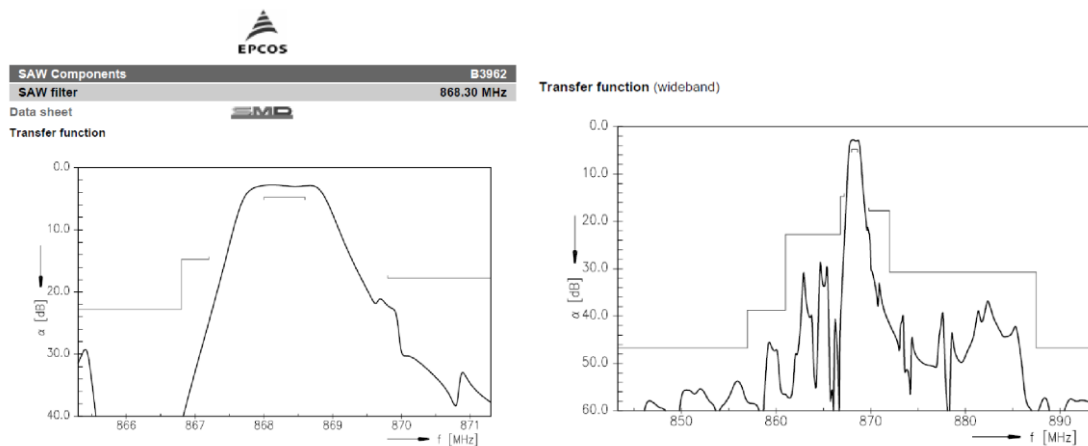 EPCOS
SAW Components B3962
SAW filter 868.30 MHz
Data sheet SMD
Transfer function
0.0
10.0
20.0
30.0
40.0
α [dB]
866 867 868 869 870 871
f [MHz]
Transfer function (wideband)
0.0
10.0
20.0
30.0
40.0
50.0
60.0
α [dB]
850 860 870 880 890
f [MHz]